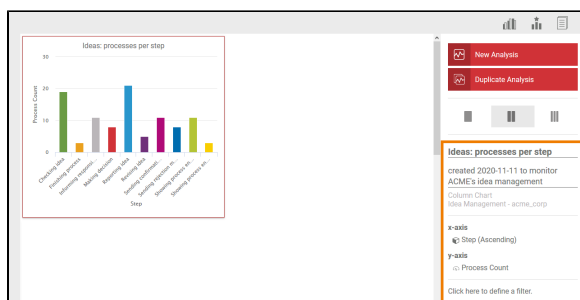 Ideas: processes per step
30
20
10
0
Process Count
Checking idea
Finishing process
Informing responsi...
Making decision
Reporting idea
Revising idea
Sending confirmati...
Sending rejection m...
Showing process en...
Showing process en...
Step
New Analysis
Duplicate Analysis
Ideas: processes per step
created 2020-11-11 to monitor
ACME's idea management
Column Chart
Idea Management - acme_corp
x-axis
Step (Ascending)
y-axis
Process Count
Click here to define a filter.